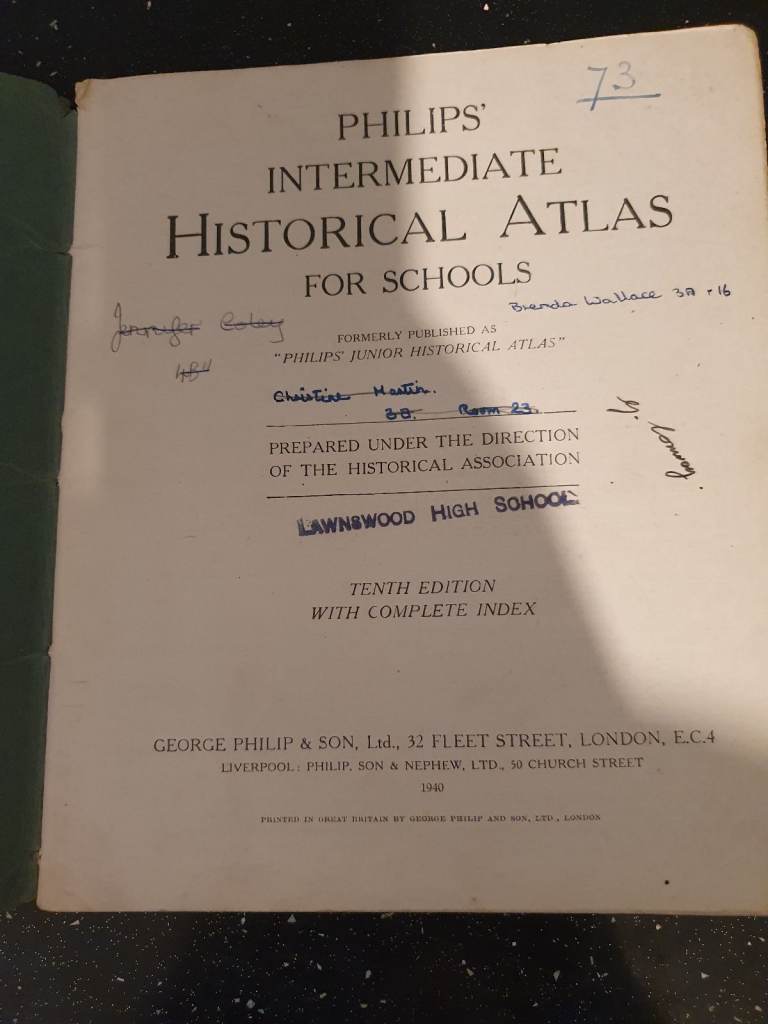 73
PHILIPS'
INTERMEDIATE
HISTORICAL ATLAS
FOR SCHOOLS
Brenda Wallace 3A - 16
Jennifer Coley
FORMERLY PUBLISHED AS
"PHILIPS' JUNIOR HISTORICAL ATLAS"
4B4
Christine Martin.
Room 23.
PREPARED UNDER THE DIRECTION
OF THE HISTORICAL ASSOCIATION
LAWNSWOOD HIGH SCHOOL
TENTH EDITION
WITH COMPLETE INDEX
GEORGE PHILIP & SON, Ltd., 32 FLEET STREET, LONDON, E.C.4
LIVERPOOL: PHILIP, SON & NEPHEW, LTD., 50 CHURCH STREET
1940
PRINTED IN GREAT BRITAIN BY GEORGE PHILIP AND SON, LTD., LONDON